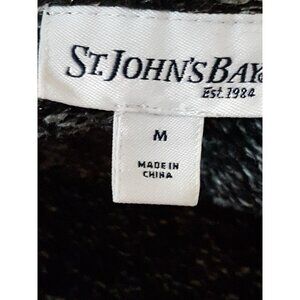 ST. JOHN'S BAY®
Est. 1984
M
MADE IN
CHINA